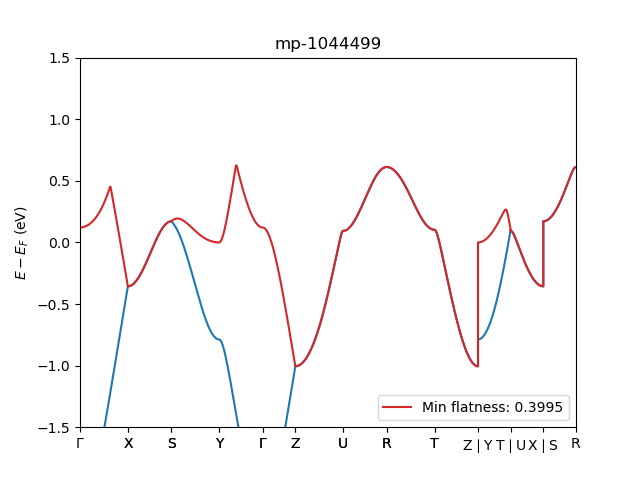 mp-1044499
1.5
1.0
0.5
0.0
−0.5
−1.0
−1.5
E − E_F (eV)
Min flatness: 0.3995
Γ X S Y Γ Z U R T Z | Y T | U X | S R